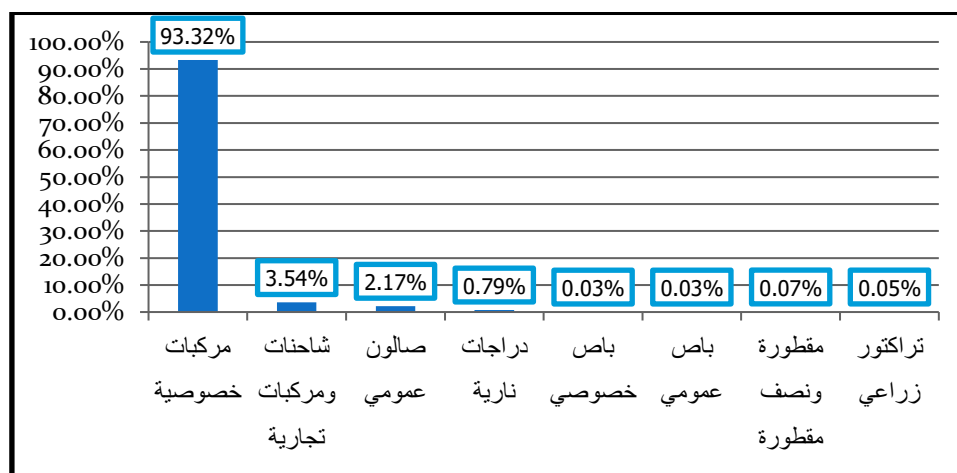 100.00%
90.00%
80.00%
70.00%
60.00%
50.00%
40.00%
30.00%
20.00%
10.00%
0.00%
93.32%
3.54%
2.17%
0.79%
0.03%
0.03%
0.07%
0.05%
مركبات
خصوصية
شاحنات
ومركبات
تجارية
صالون
عمومي
دراجات
نارية
باص
خصوصي
باص
عمومي
مقطورة
ونصف
مقطورة
تراكتور
زراعي